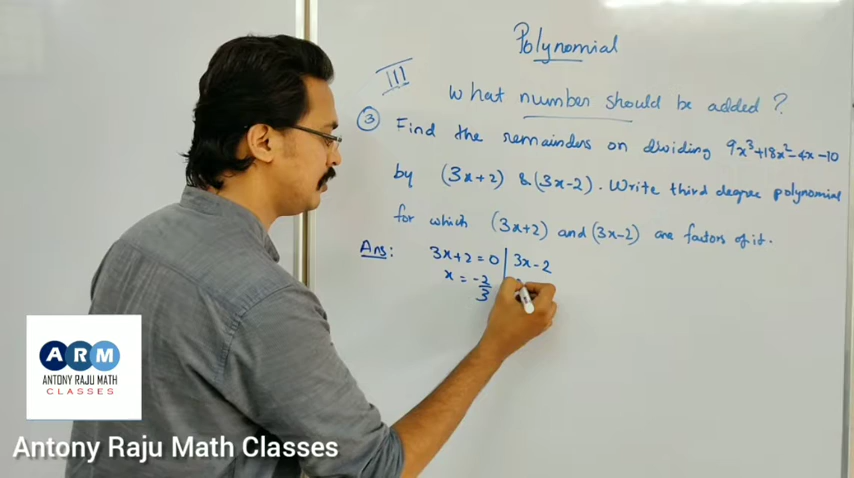 Polynomial
III
What number should be added ?
3 Find the remainders on dividing 9x³+18x²-4x-10
by (3x+2) & (3x-2). Write third degree polynomial
for which (3x+2) and (3x-2) are factors of it.
Ans: 3x+2=0 | 3x-2
x = -2/3
ARM
ANTONY RAJU MATH
CLASSES
Antony Raju Math Classes